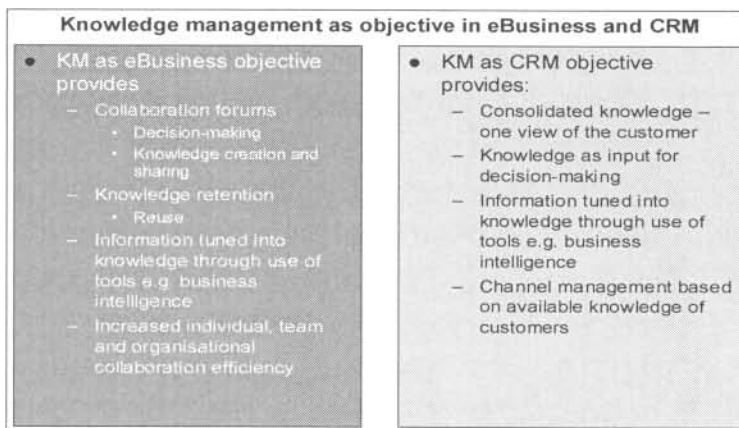 Knowledge management as objective in eBusiness and CRM
• KM as eBusiness objective
provides
– Collaboration forums
• Decision-making
• Knowledge creation and
sharing
– Knowledge retention
• Reuse
– Information tuned into
knowledge through use of
tools e.g. business
intelligence
– Increased individual, team
and organisational
collaboration efficiency
• KM as CRM objective
provides:
– Consolidated knowledge –
one view of the customer
– Knowledge as input for
decision-making
– Information tuned into
knowledge through use of
tools e.g. business
intelligence
– Channel management based
on available knowledge of
customers